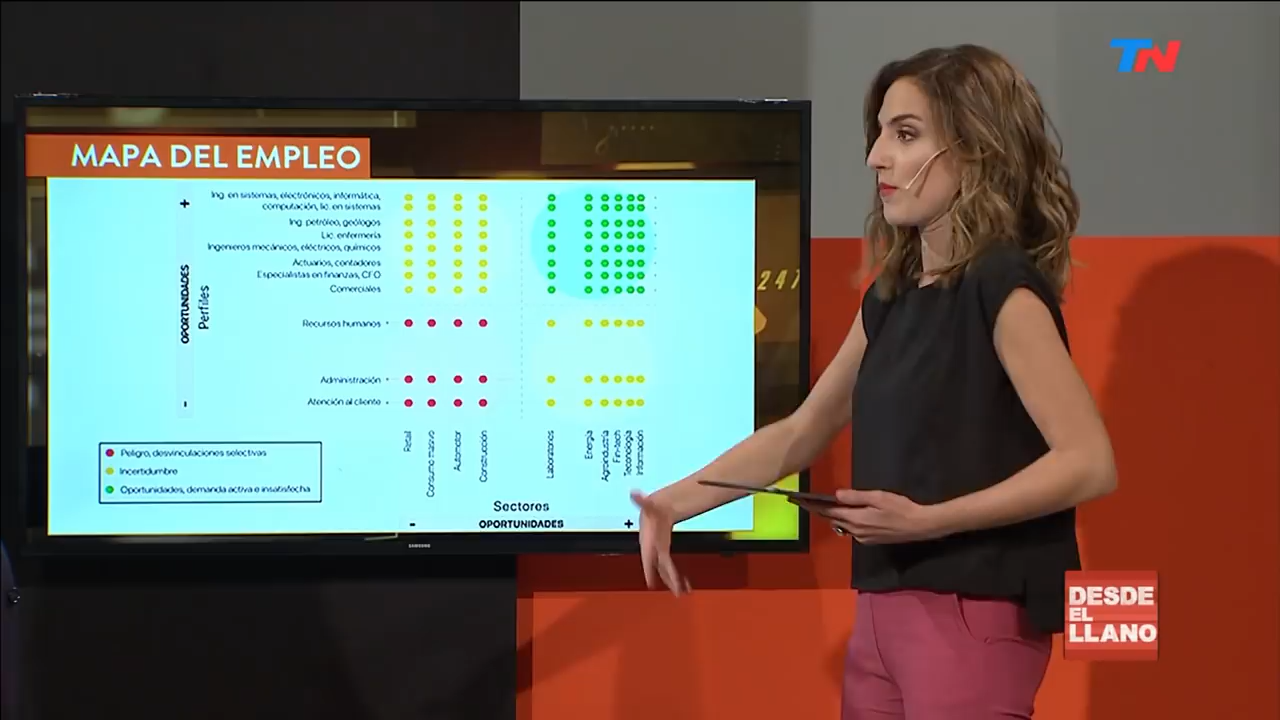 TN
MAPA DEL EMPLEO
+
Ing. en sistemas, electrónicos, informática,
computación, lic. en sistemas
Ing. petróleo, geólogos
Lic. enfermería
Ingenieros mecánicos, eléctricos, químicos
Actuarios, contadores
Especialistas en finanzas, CFO
Comerciales
OPORTUNIDADES
Perfiles
Recursos humanos
Administración
Atención al cliente
-
Retail
Consumo masivo
Automotor
Construcción
Laboratorios
Energía
Agroindustria
Fin-tech
Tecnología
Información
Peligro, desvinculaciones selectivas
Incertidumbre
Oportunidades, demanda activa e insatisfecha
Sectores
- OPORTUNIDADES +
SAMSUNG
247
DESDE
EL
LLANO